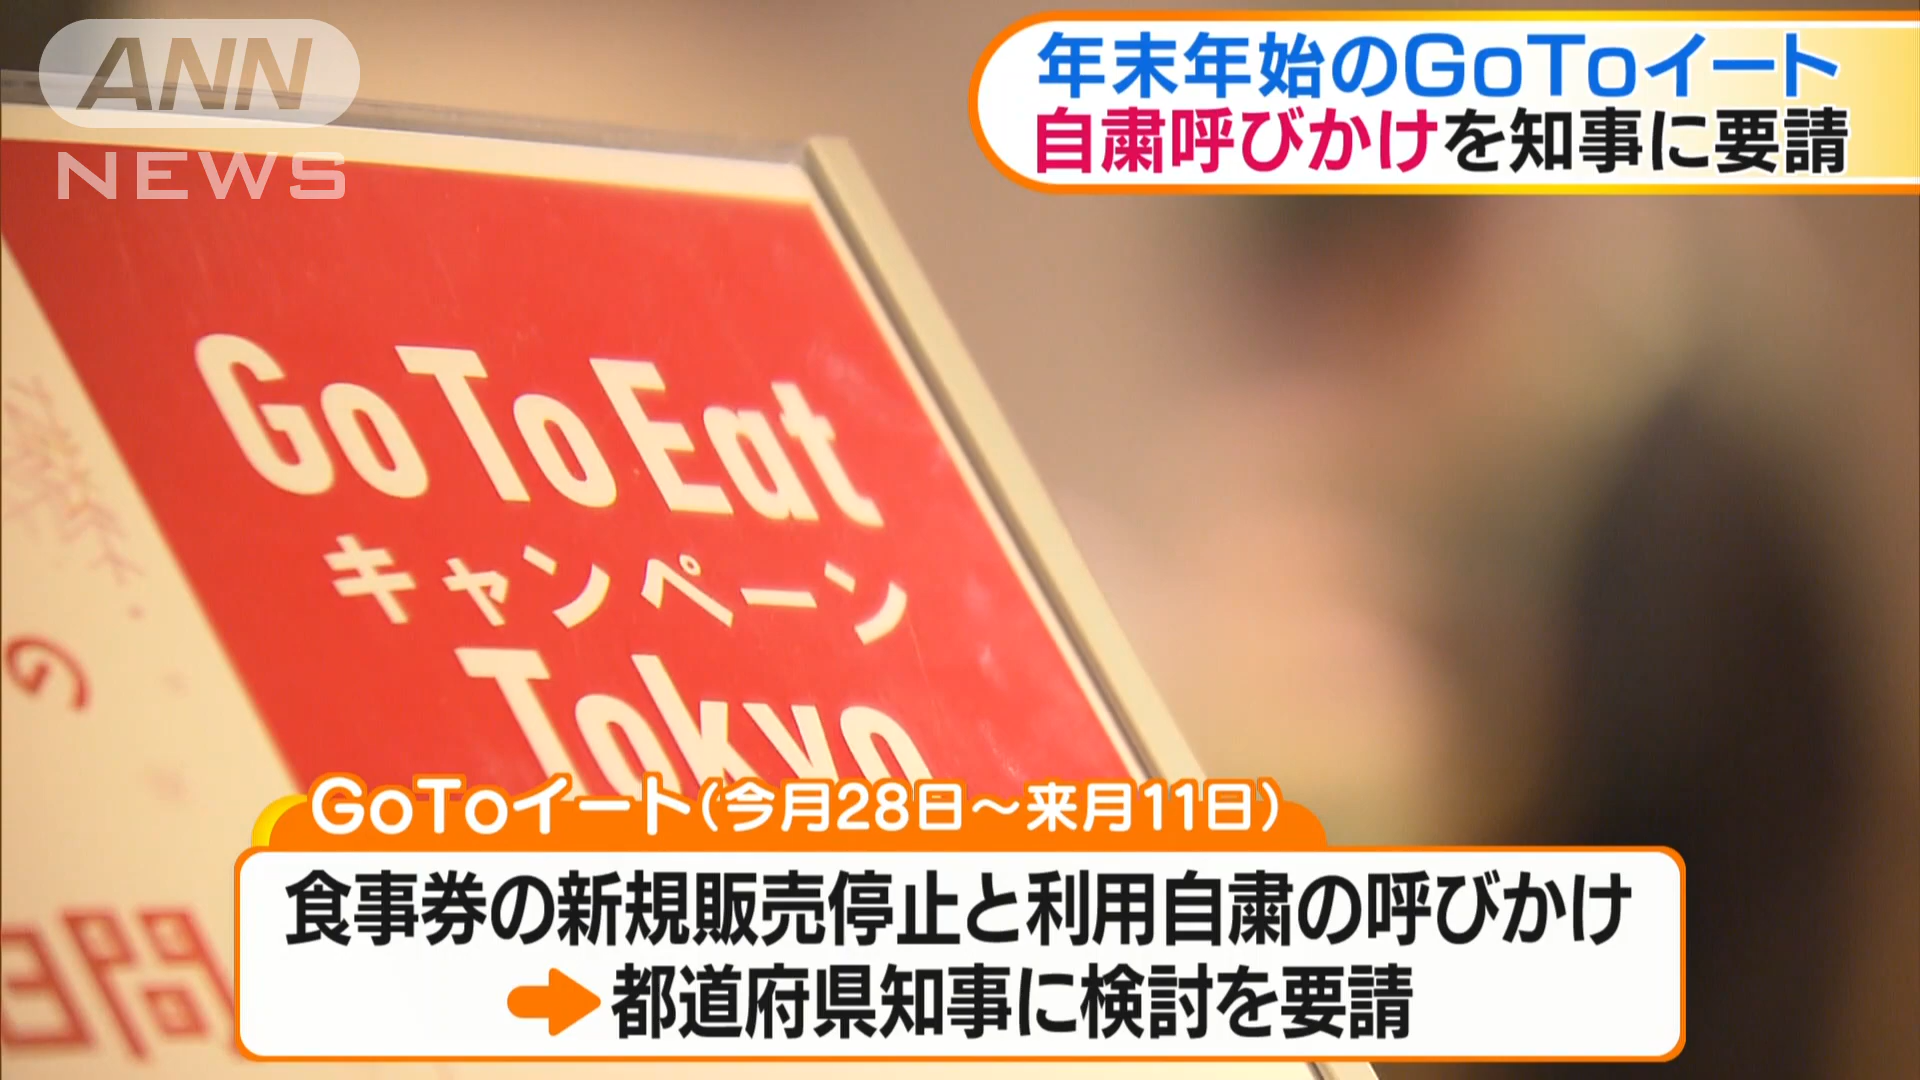 ANN
NEWS
年末年始のGoToイート
自粛呼びかけを知事に要請
Go To Eat
キャンペーン
Tokyo
の
GoToイート(今月28日～来月11日)
食事券の新規販売停止と利用自粛の呼びかけ
➡都道府県知事に検討を要請